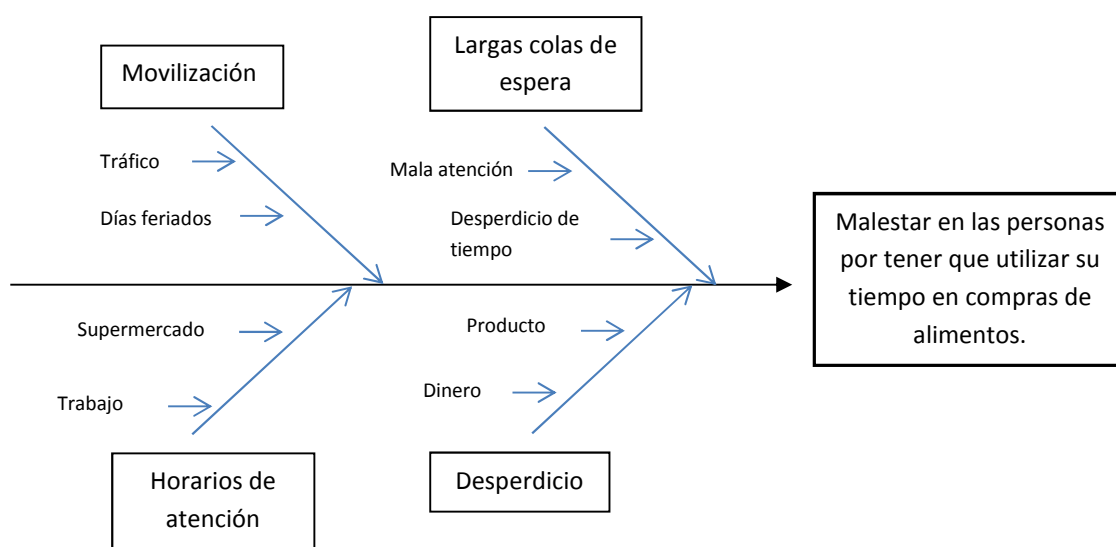 Movilización
Largas colas de
espera
Tráfico
Mala atención
Días feriados
Desperdicio de
tiempo
Malestar en las personas
por tener que utilizar su
tiempo en compras de
alimentos.
Supermercado
Producto
Trabajo
Dinero
Horarios de
atención
Desperdicio